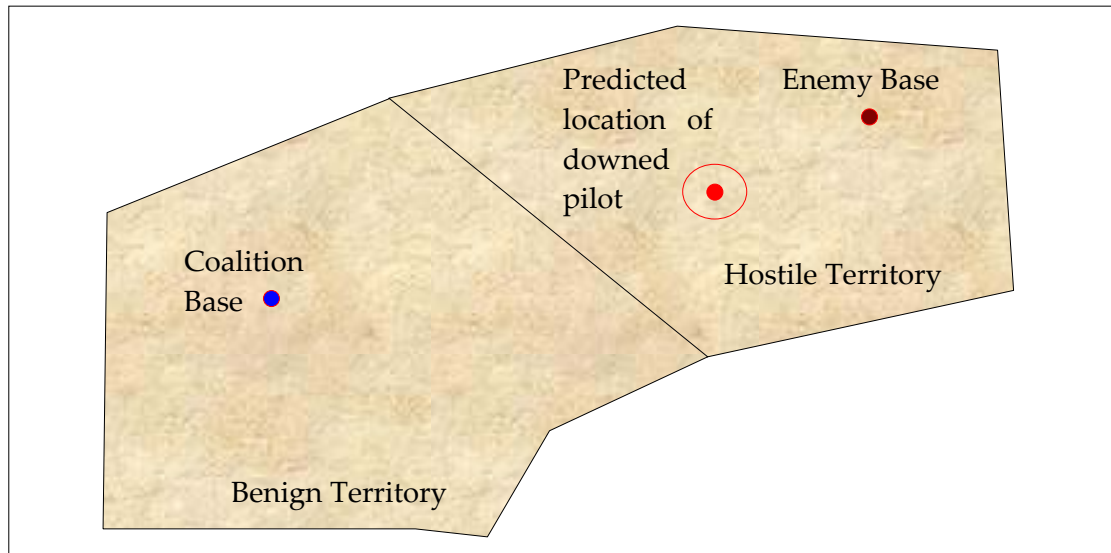 Predicted
location of
downed
pilot
Enemy Base
Coalition
Base
Hostile Territory
Benign Territory